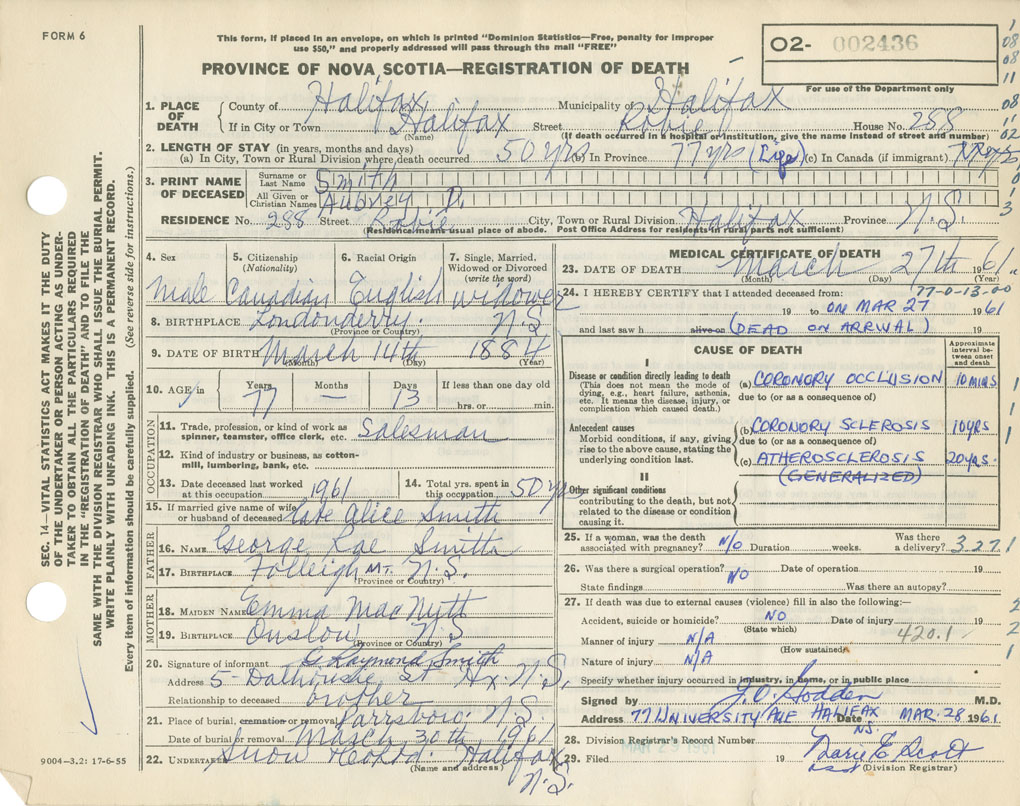 FORM 6
This form, if placed in an envelope, on which is printed "Dominion Statistics—Free, penalty for improper
use $50," and properly addressed will pass through the mail "FREE"
PROVINCE OF NOVA SCOTIA—REGISTRATION OF DEATH
02- 002436
For use of the Department only
1. PLACE OF DEATH
County of Halifax Municipality of Halifax
If in City or Town Halifax Street Robie House No. 288
(Name) (If death occurred in a hospital or institution, give the name instead of street and number)
2. LENGTH OF STAY (in years, months and days)
(a) In City, Town or Rural Division where death occurred 50 yrs (b) In Province 77 yrs (Life) (c) In Canada (if immigrant)
3. PRINT NAME OF DECEASED
Surname or Last Name Smith
All Given or Christian Names Aubrey D.
RESIDENCE No. 288 Street Robie City, Town or Rural Division Halifax Province N.S.
(Residence means usual place of abode. Post Office Address for residents in rural parts not sufficient)
4. Sex 5. Citizenship (Nationality) 6. Racial Origin 7. Single, Married, Widowed or Divorced (write the word)
Male Canadian English widower
8. BIRTHPLACE Londonderry N.S.
(Province or Country)
9. DATE OF BIRTH March 14th 1884
(Month) (Day) (Year)
10. AGE Years Months Days If less than one day old
77 — 13 hrs. or min.
OCCUPATION
11. Trade, profession, or kind of work as spinner, teamster, office clerk, etc. Salesman
12. Kind of industry or business, as cotton-mill, lumbering, bank, etc.
13. Date deceased last worked at this occupation 1961 14. Total yrs. spent in this occupation 50 yrs
15. If married give name of wife or husband of deceased Late Alice Smith
FATHER
16. NAME George Rae Smith
17. BIRTHPLACE Folleigh MT. N.S.
(Province or Country)
MOTHER
18. MAIDEN NAME Emma MacNutt
19. BIRTHPLACE Onslow N.S.
(Province or Country)
20. Signature of informant Raymond Smith
Address 5 Dalhousie St Hx N.S.
Relationship to deceased brother
21. Place of burial, cremation or removal Parrsboro N.S.
Date of burial or removal March 30th 1961
22. UNDERTAKER Snow Halifax
(Name and address) N.S.
MEDICAL CERTIFICATE OF DEATH
23. DATE OF DEATH March 27th 1961
(Month) (Day) (Year)
77-0-13-00
24. I HEREBY CERTIFY that I attended deceased from:
19 to on MAR 27 1961
and last saw h alive on (DEAD ON ARRIVAL) 19
CAUSE OF DEATH
Approximate interval between onset and death
I
Disease or condition directly leading to death (a) CORONORY OCCLUSION 10 MINS
(This does not mean the mode of dying, e.g., heart failure, asthenia, etc. It means the disease, injury, or complication which caused death.)
due to (or as a consequence of)
Antecedent causes (b) CORONORY SCLEROSIS 10 YRS
Morbid conditions, if any, giving rise to the above cause, stating the underlying condition last.
due to (or as a consequence of)
(c) ATHEROSCLEROSIS 20 YRS.
(GENERALIZED)
II
Other significant conditions
contributing to the death, but not related to the disease or condition causing it.
25. If a woman, was the death associated with pregnancy? N/O Duration weeks. Was there a delivery? 3271
26. Was there a surgical operation? NO Date of operation 19
State findings Was there an autopsy?
27. If death was due to external causes (violence) fill in also the following:—
Accident, suicide or homicide? NO Date of injury 19
(State which) 420.1
Manner of injury N/A
(How sustained)
Nature of injury N/A
Specify whether injury occurred in industry, in home, or in public place
Signed by M.D.
Address 77 UNIVERSITY AVE HALIFAX NS. Date MAR. 28 1961
28. Division Registrar's Record Number
MAR 29 1961
29. Filed 19 Mary E Scott
(Division Registrar)
9004—3.2: 17-6-55
SEC. 14—VITAL STATISTICS ACT MAKES IT THE DUTY
OF THE UNDERTAKER OR PERSON ACTING AS UNDER-
TAKER TO OBTAIN ALL THE PARTICULARS REQUIRED
IN THE "REGISTRATION OF DEATH" AND TO FILE THE
SAME WITH THE DIVISION REGISTRAR WHO SHALL ISSUE THE BURIAL PERMIT.
WRITE PLAINLY WITH UNFADING INK. THIS IS A PERMANENT RECORD.
Every item of information should be carefully supplied. (See reverse side for instructions.)